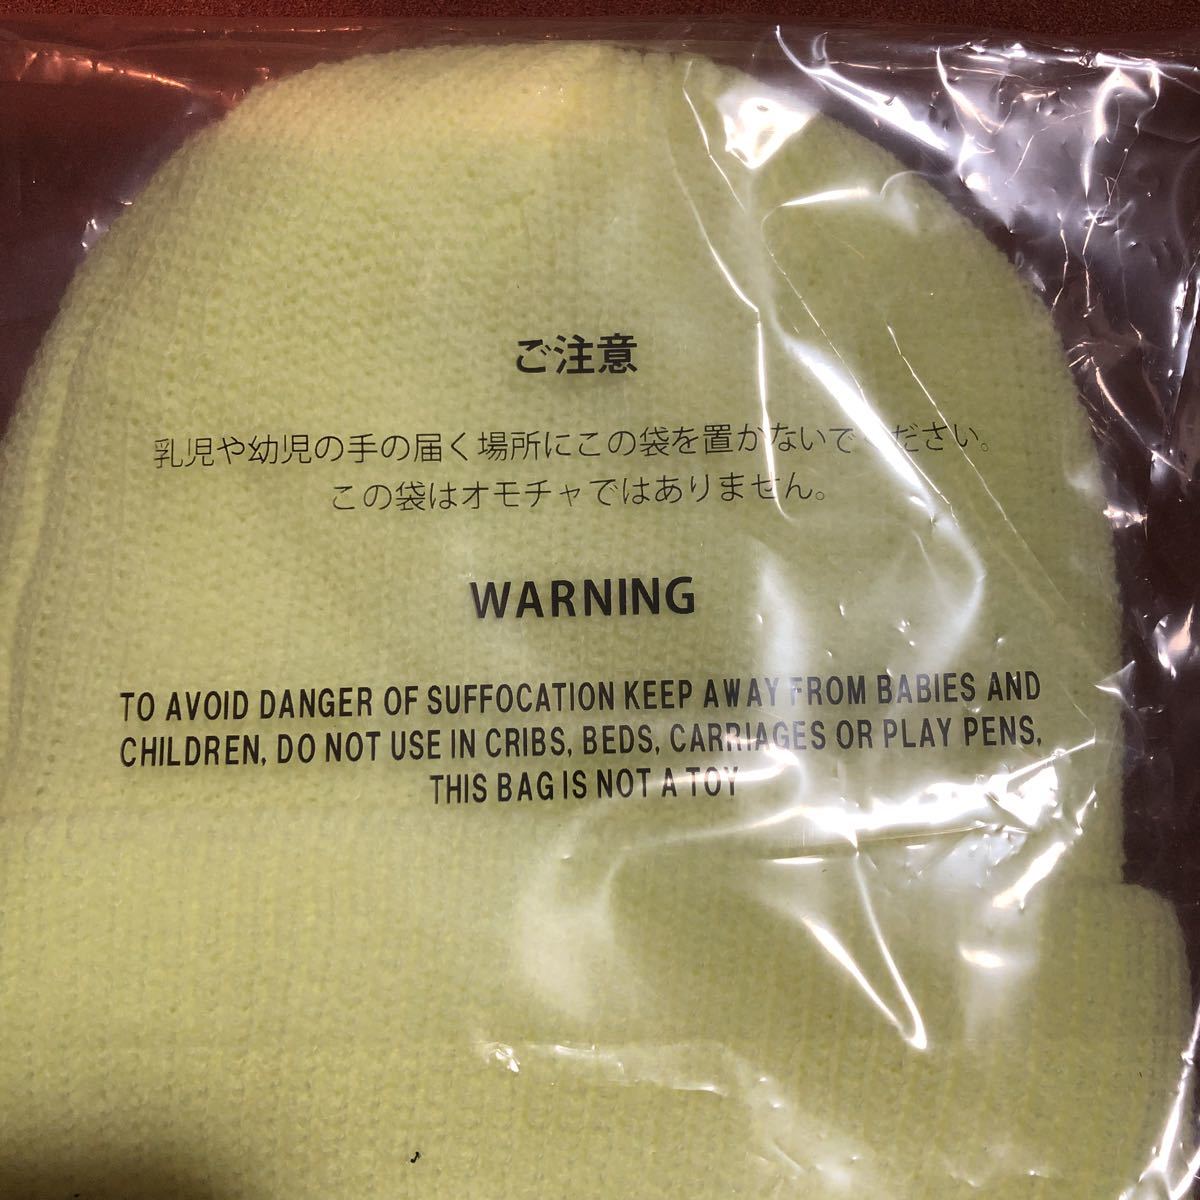 ご注意
乳児や幼児の手の届く場所にこの袋を置かないでください。
この袋はオモチャではありません。
WARNING
TO AVOID DANGER OF SUFFOCATION KEEP AWAY FROM BABIES AND
CHILDREN, DO NOT USE IN CRIBS, BEDS, CARRIAGES OR PLAY PENS,
THIS BAG IS NOT A TOY